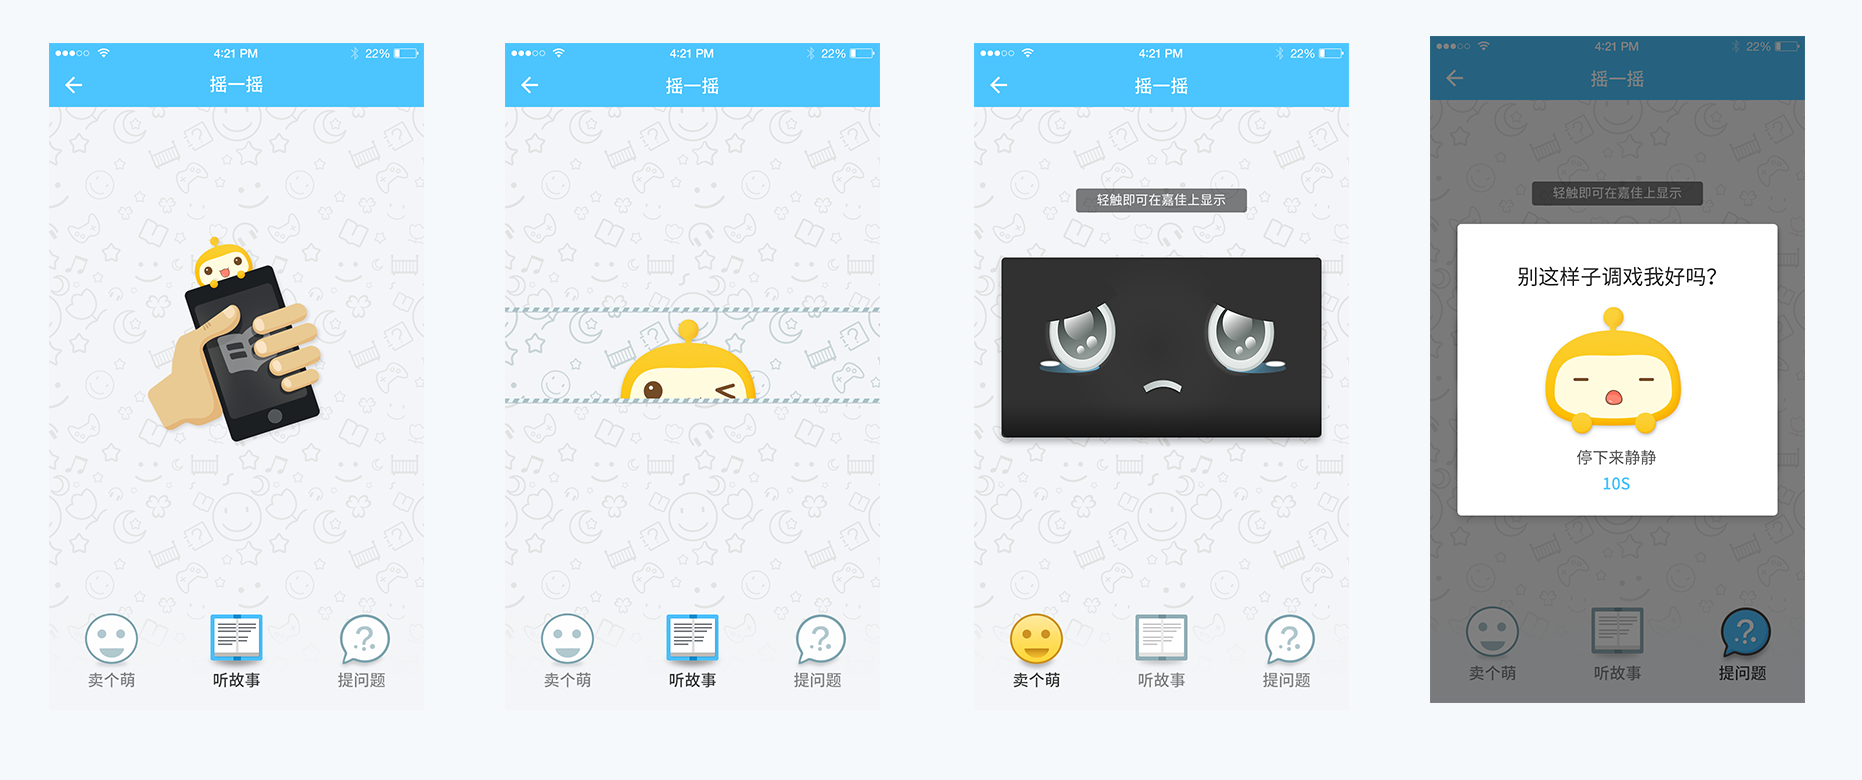 4:21 PM
22%
摇一摇
卖个萌
听故事
提问题
4:21 PM
22%
摇一摇
卖个萌
听故事
提问题
4:21 PM
22%
摇一摇
轻触即可在嘉佳上显示
卖个萌
听故事
提问题
4:21 PM
22%
摇一摇
轻触即可在嘉佳上显示
别这样子调戏我好吗?
停下来静静
10S
卖个萌
听故事
提问题